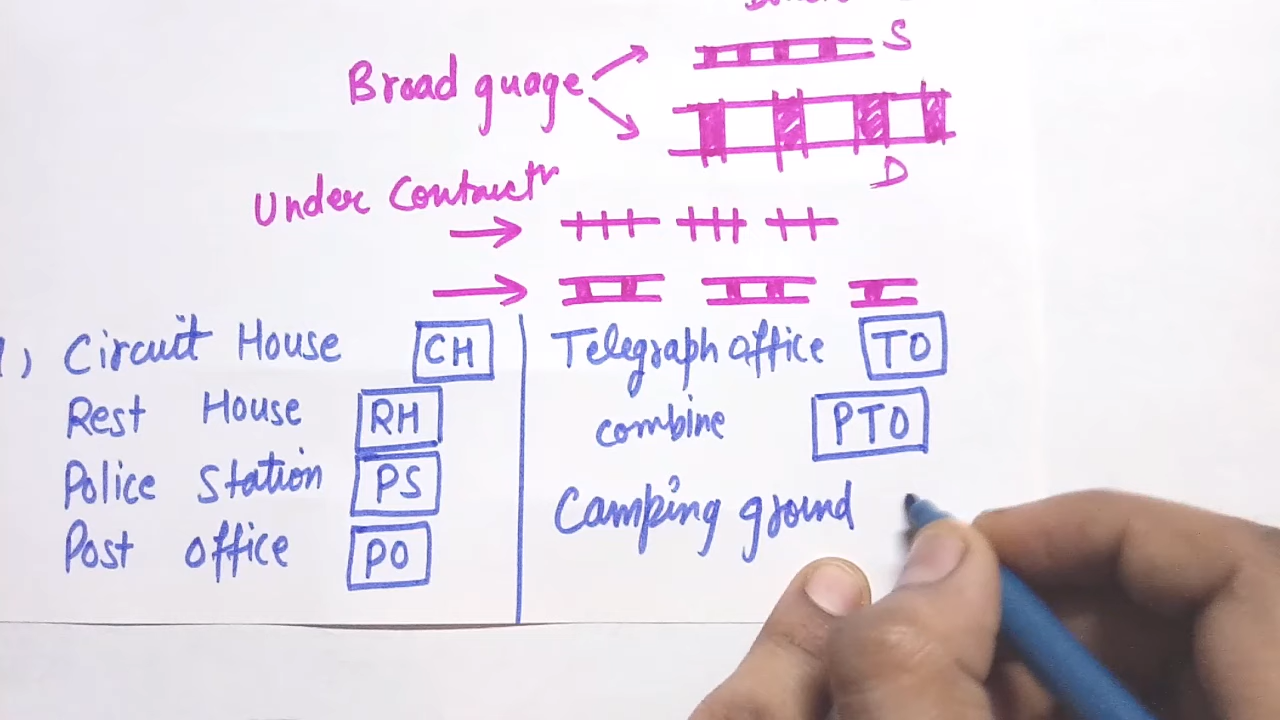 Broad guage
S
D
Under Contract
Circuit House CH
Rest House RH
Police Station PS
Post office PO
Telegraph office TO
combine PTO
Camping ground